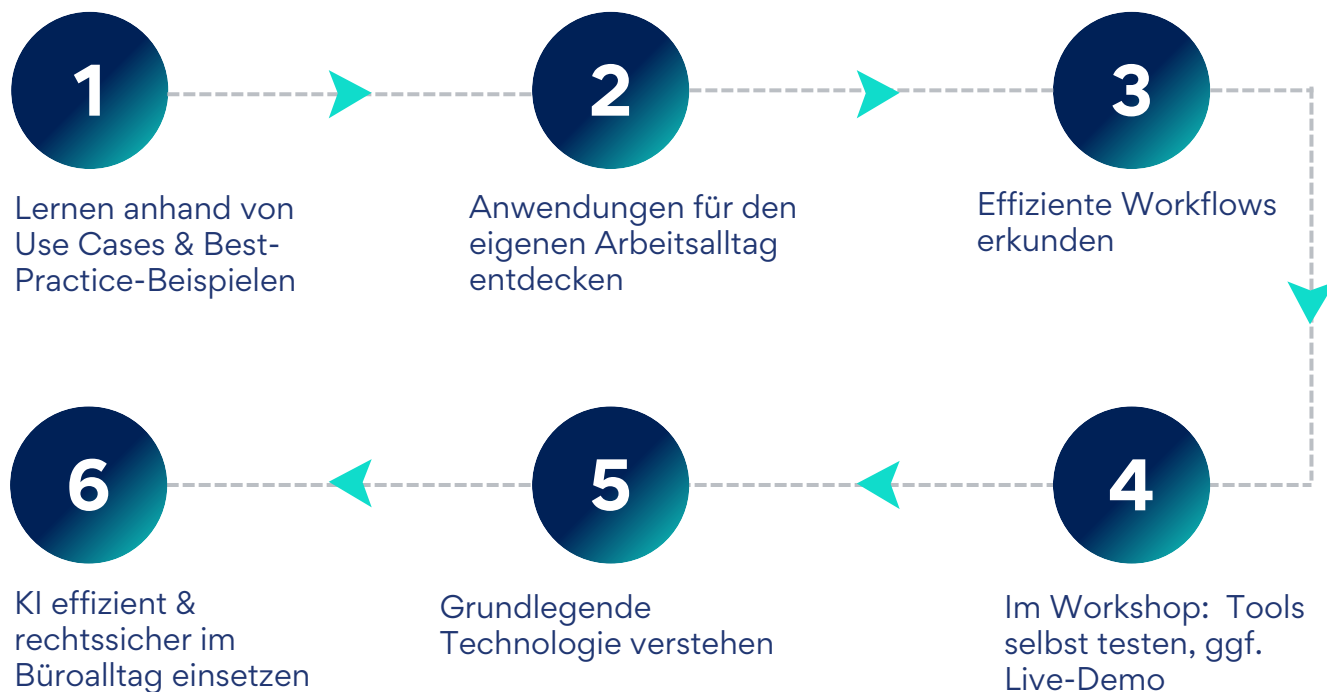 1
Lernen anhand von
Use Cases & Best-
Practice-Beispielen
2
Anwendungen für den
eigenen Arbeitsalltag
entdecken
3
Effiziente Workflows
erkunden
4
Im Workshop:  Tools
selbst testen, ggf.
Live-Demo
5
Grundlegende
Technologie verstehen
6
KI effizient &
rechtssicher im
Büroalltag einsetzen